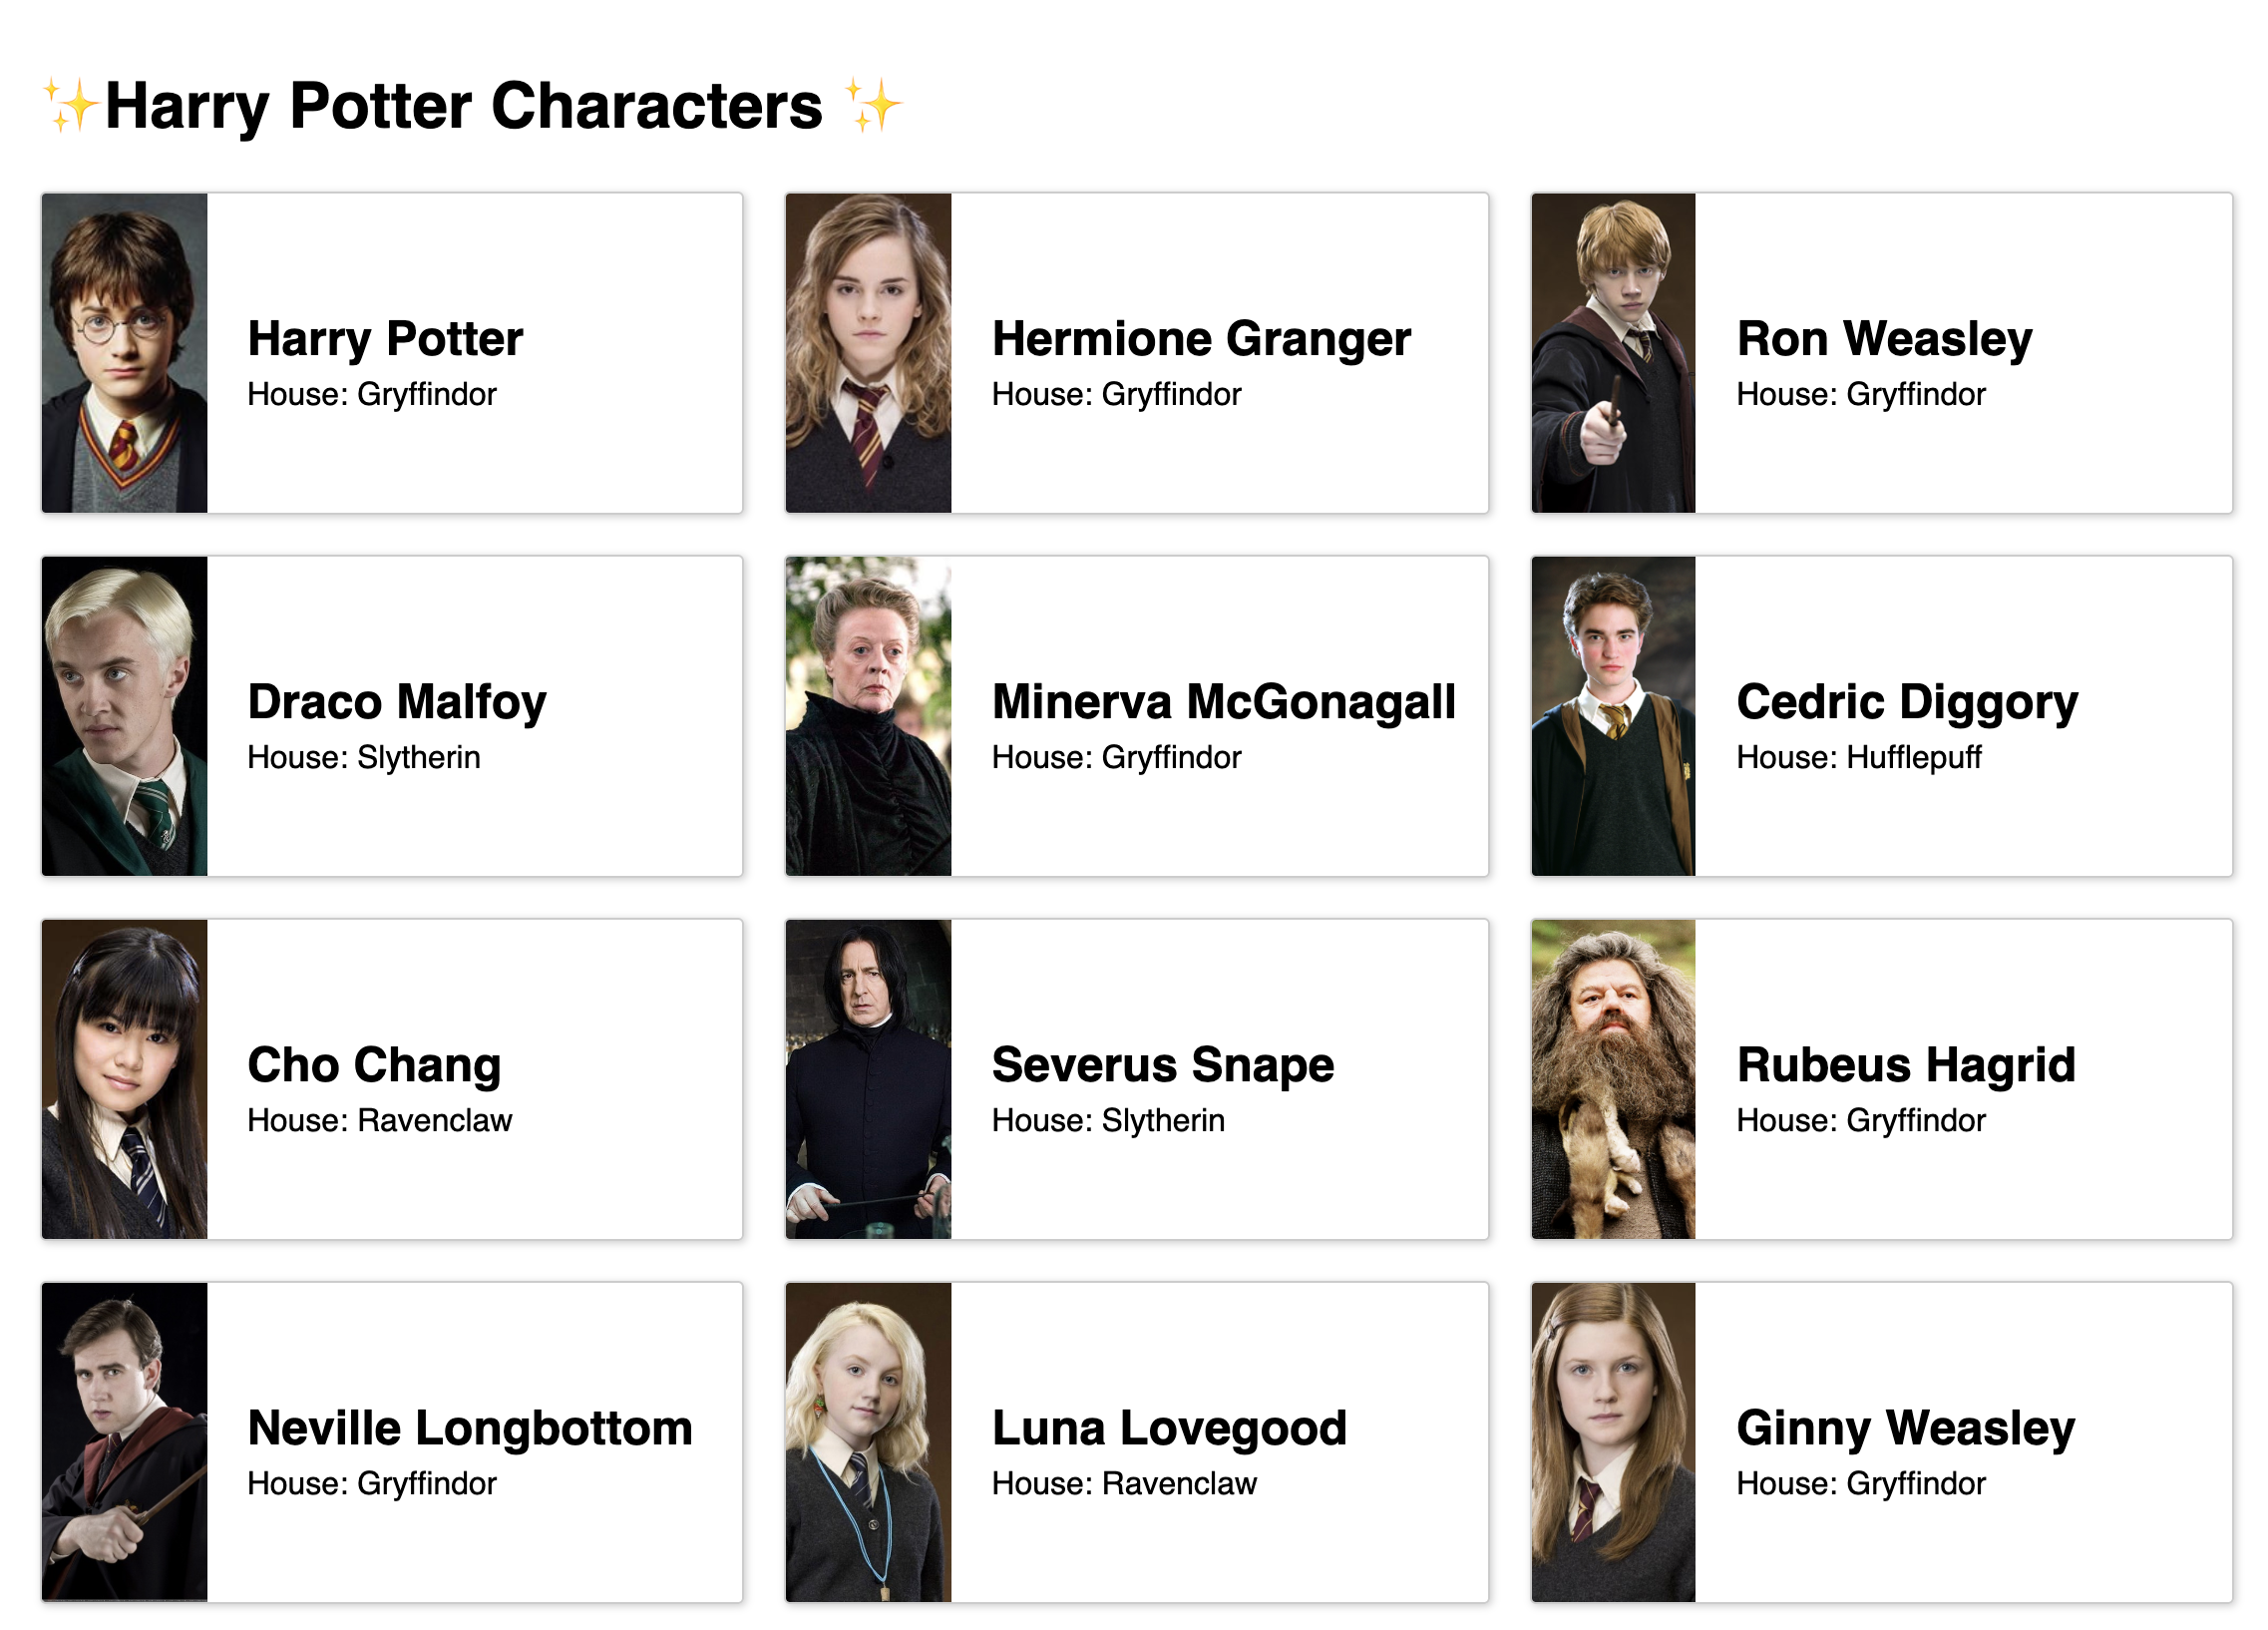 ✨Harry Potter Characters ✨
Harry Potter
House: Gryffindor
Hermione Granger
House: Gryffindor
Ron Weasley
House: Gryffindor
Draco Malfoy
House: Slytherin
Minerva McGonagall
House: Gryffindor
Cedric Diggory
House: Hufflepuff
Cho Chang
House: Ravenclaw
Severus Snape
House: Slytherin
Rubeus Hagrid
House: Gryffindor
Neville Longbottom
House: Gryffindor
Luna Lovegood
House: Ravenclaw
Ginny Weasley
House: Gryffindor